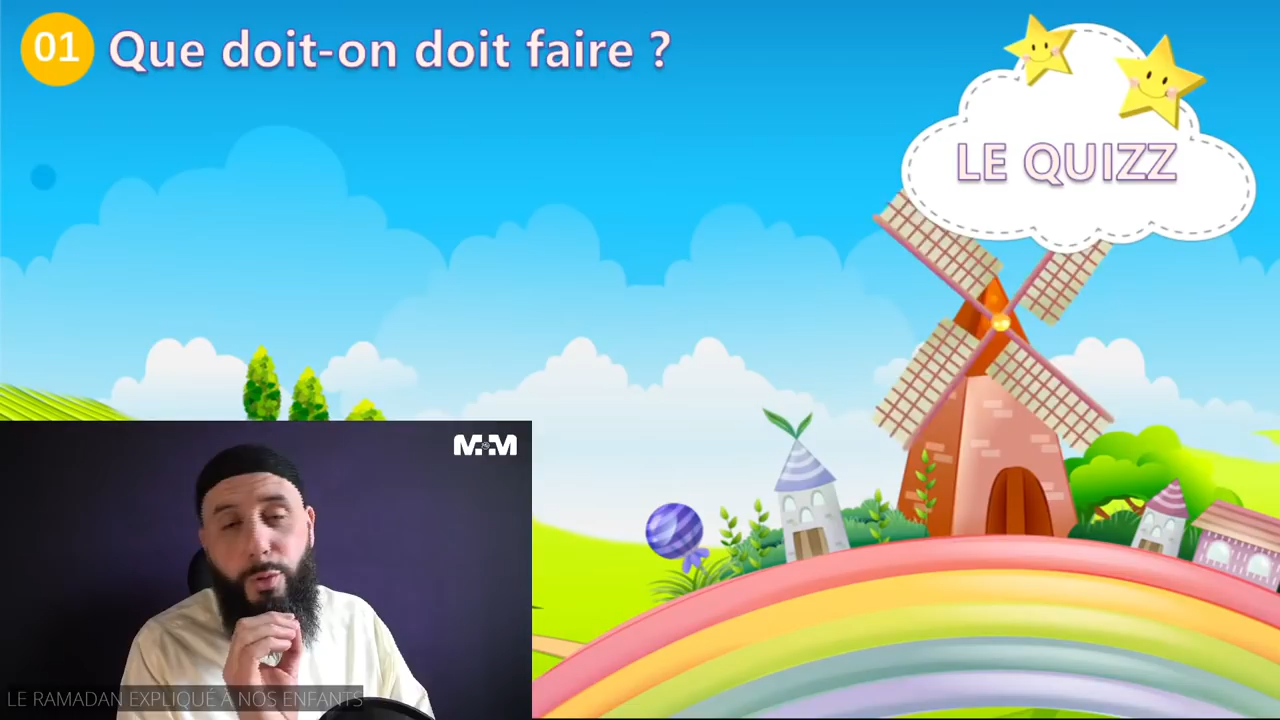 01 Que doit-on doit faire ?
LE QUIZZ
M M
LE RAMADAN EXPLIQUÉ À NOS ENFANTS